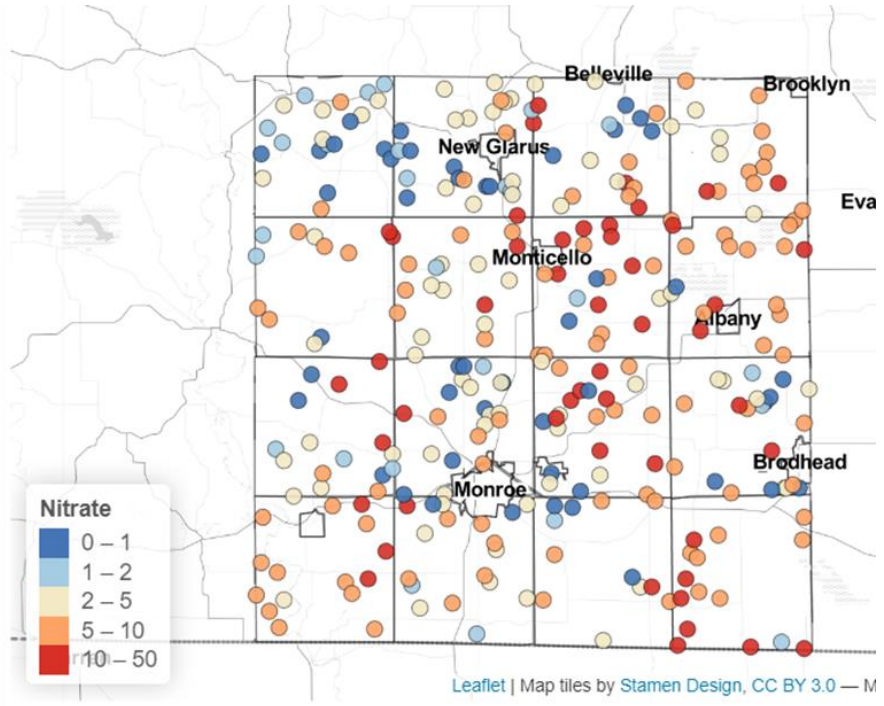 Belleville
Brooklyn
New Glarus
Eva
Monticello
Albany
Brodhead
Monroe
Nitrate
0 – 1
1 – 2
2 – 5
5 – 10
10 – 50
Leaflet | Map tiles by Stamen Design, CC BY 3.0 — M